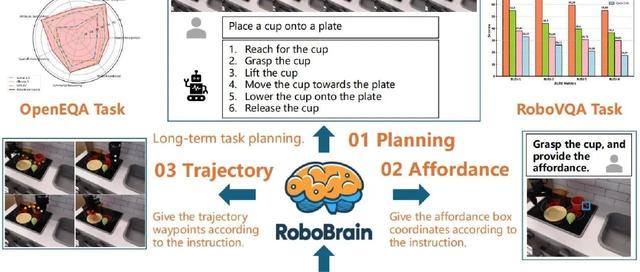 Place a cup onto a plate
1. Reach for the cup
2. Grasp the cup
3. Lift the cup
4. Move the cup towards the plate
5. Lower the cup onto the plate
6. Release the cup
OpenEQA Task
RoboVQA Task
Long-term task planning.
01 Planning
03 Trajectory
02 Affordance
Give the trajectory
waypoints according
to the instruction.
Give the affordance box
coordinates according to
the instruction.
RoboBrain
Grasp the cup, and
provide the
affordance.